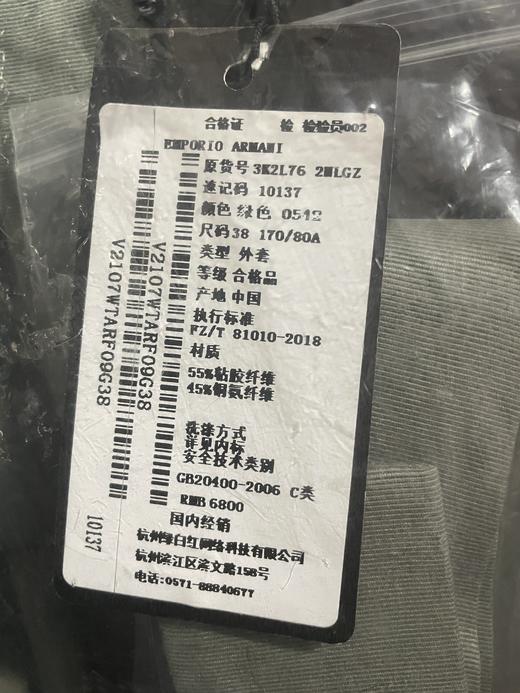 合格证 检 检验员002
EMPORIO ARMANI
原货号 3K2L76 2NLGZ
速记码 10137
颜色 绿色 0542
尺码38 170/80A
类型 外套
等级 合格品
产地 中国
执行标准
FZ/T 81010-2018
材质
55%粘胶纤维
45%铜氨纤维
洗涤方式
详见内标
安全技术类别
GB20400-2006 C类
RMB 6800
国内经销
杭州绿白红网络科技有限公司
杭州滨江区滨文路158号
电话:0571-88840677
V2107WTARF09G38
V2107WTARF09G38
10137